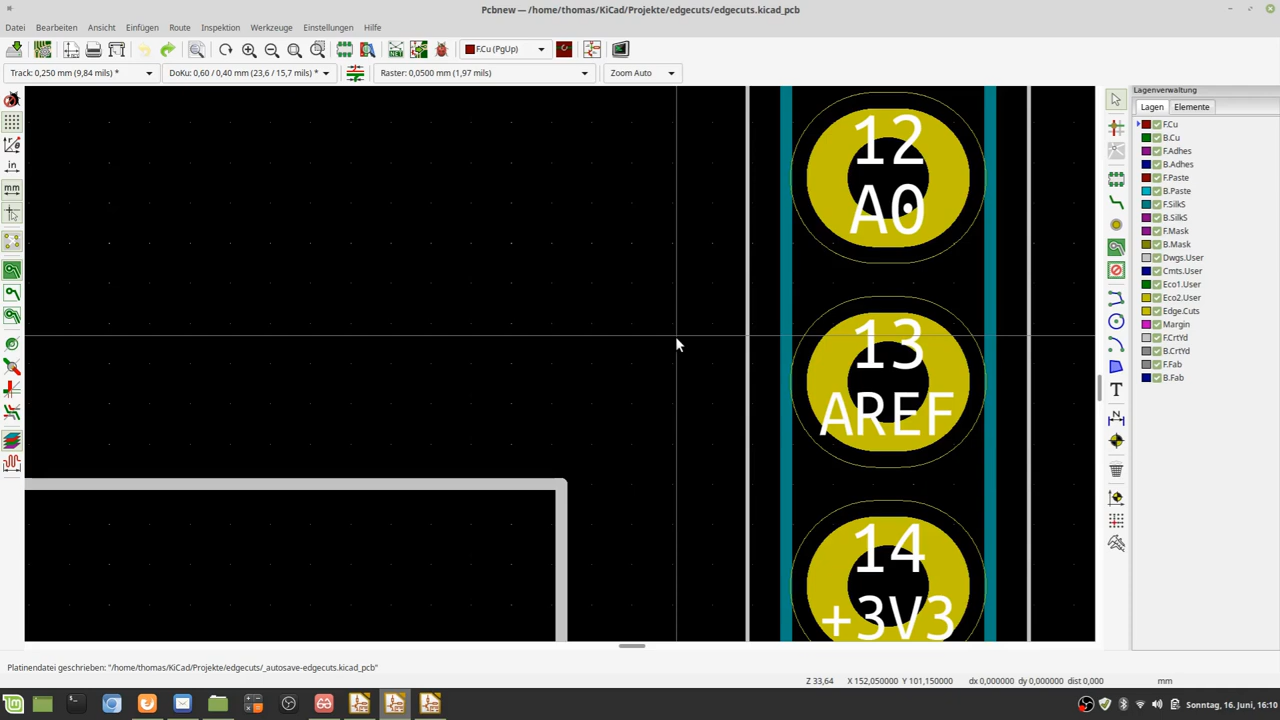 Pcbnew — /home/thomas/KiCad/Projekte/edgecuts/edgecuts.kicad_pcb
Datei Bearbeiten Ansicht Einfügen Route Inspektion Werkzeuge Einstellungen Hilfe
NET
F.Cu (PgUp)
Track: 0,250 mm (9,84 mils) *
DoKu: 0,60 / 0,40 mm (23,6 / 15,7 mils) *
Raster: 0,0500 mm (1,97 mils)
Zoom Auto
in
mm
12
A0
13
AREF
14
+3V3
Lagenverwaltung
Lagen Elemente
F.Cu
B.Cu
F.Adhes
B.Adhes
F.Paste
B.Paste
F.SilkS
B.SilkS
F.Mask
B.Mask
Dwgs.User
Cmts.User
Eco1.User
Eco2.User
Edge.Cuts
Margin
F.CrtYd
B.CrtYd
F.Fab
B.Fab
Platinendatei geschrieben: "/home/thomas/KiCad/Projekte/edgecuts/_autosave-edgecuts.kicad_pcb"
Z 33,64 X 152,050000 Y 101,150000 dx 0,000000 dy 0,000000 dist 0,000 mm
Sonntag, 16. Juni, 16:10